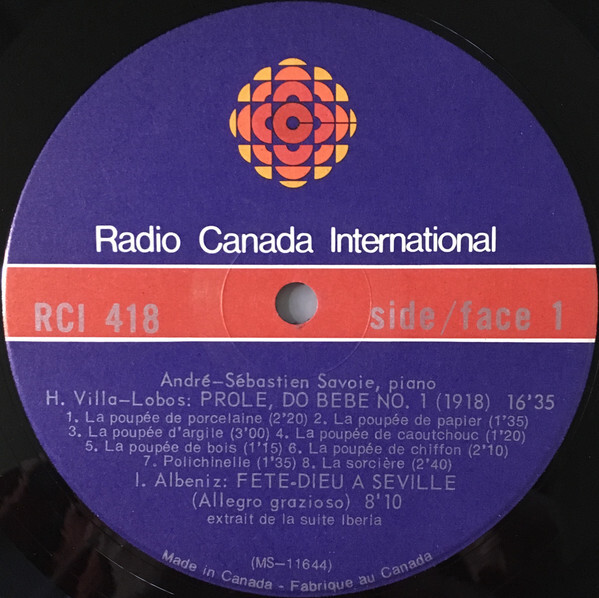 Radio Canada International
RCI 418 side/face 1
André-Sébastien Savoie, piano
H. Villa-Lobos: PROLE, DO BEBE NO. 1 (1918) 16'35
1. La poupée de porcelaine (2'20) 2. La poupée de papier (1'35)
3. La poupée d'argile (3'00) 4. La poupée de caoutchouc (1'20)
5. La poupée de bois (1'15) 6. La poupée de chiffon (2'10)
7. Polichinelle (1'35) 8. La sorcière (2'40)
I. Albeniz: FETE-DIEU A SEVILLE
(Allegro grazioso) 8'10
extrait de la suite Iberia
(MS-11644)
Made in Canada - Fabrique au Canada